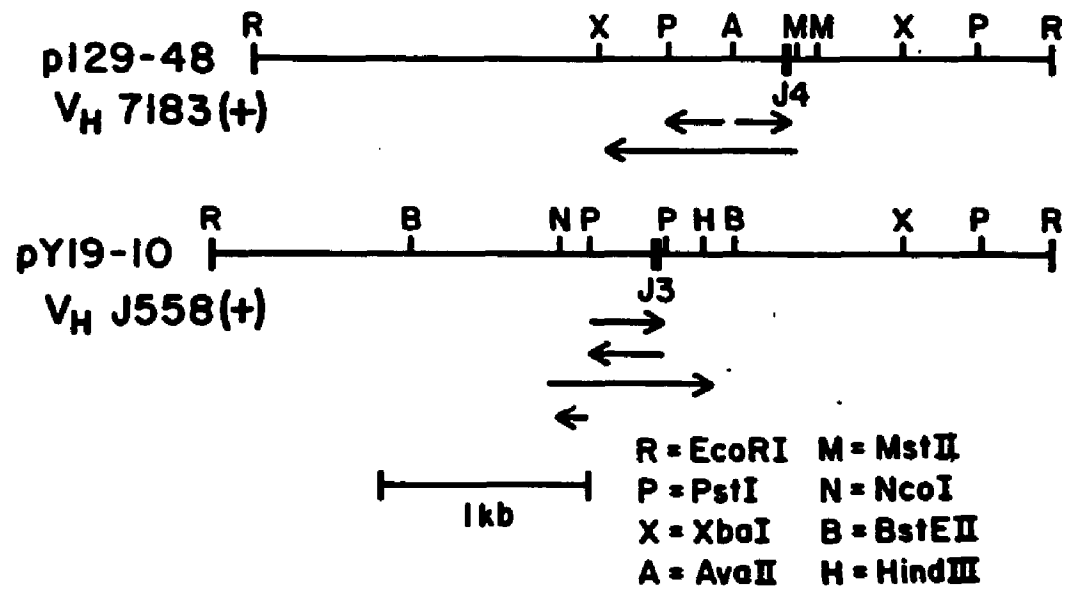 R X P A M M X P R
p129-48
J4
VH 7183(+)
R B N P P H B X P R
pY19-10
J3
VH J558(+)
R = EcoRI M = MstII
1kb
P = PstI N = NcoI
X = XbaI B = BstEII
A = AvaII H = HindIII